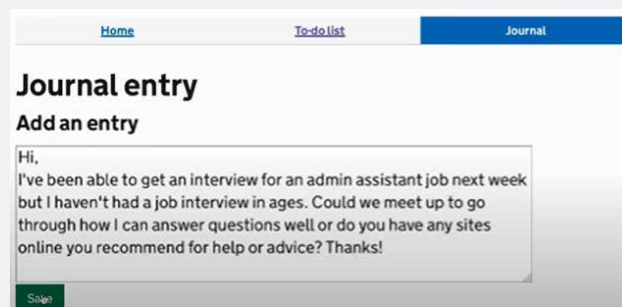 Home To-do list Journal
Journal entry
Add an entry
Hi,
I've been able to get an interview for an admin assistant job next week
but I haven't had a job interview in ages. Could we meet up to go
through how I can answer questions well or do you have any sites
online you recommend for help or advice? Thanks!
Save